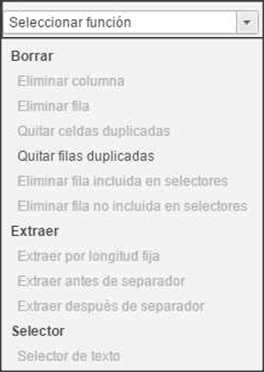 Seleccionar función
Borrar
Eliminar columna
Eliminar fila
Quitar celdas duplicadas
Quitar filas duplicadas
Eliminar fila incluida en selectores
Eliminar fila no incluida en selectores
Extraer
Extraer por longitud fija
Extraer antes de separador
Extraer después de separador
Selector
Selector de texto